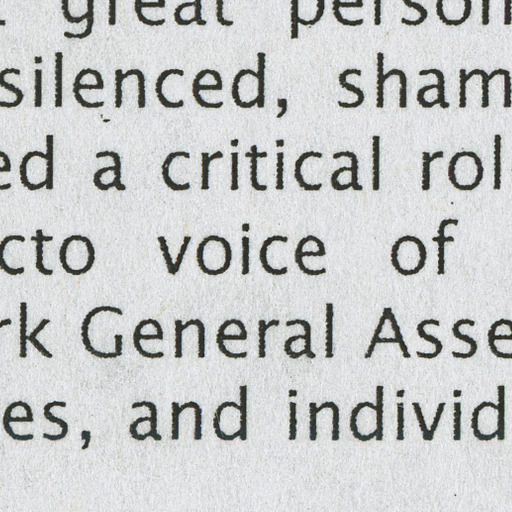 great person
silenced, sham
ed a critical rol
cto voice of
rk General Asse
es, and individ